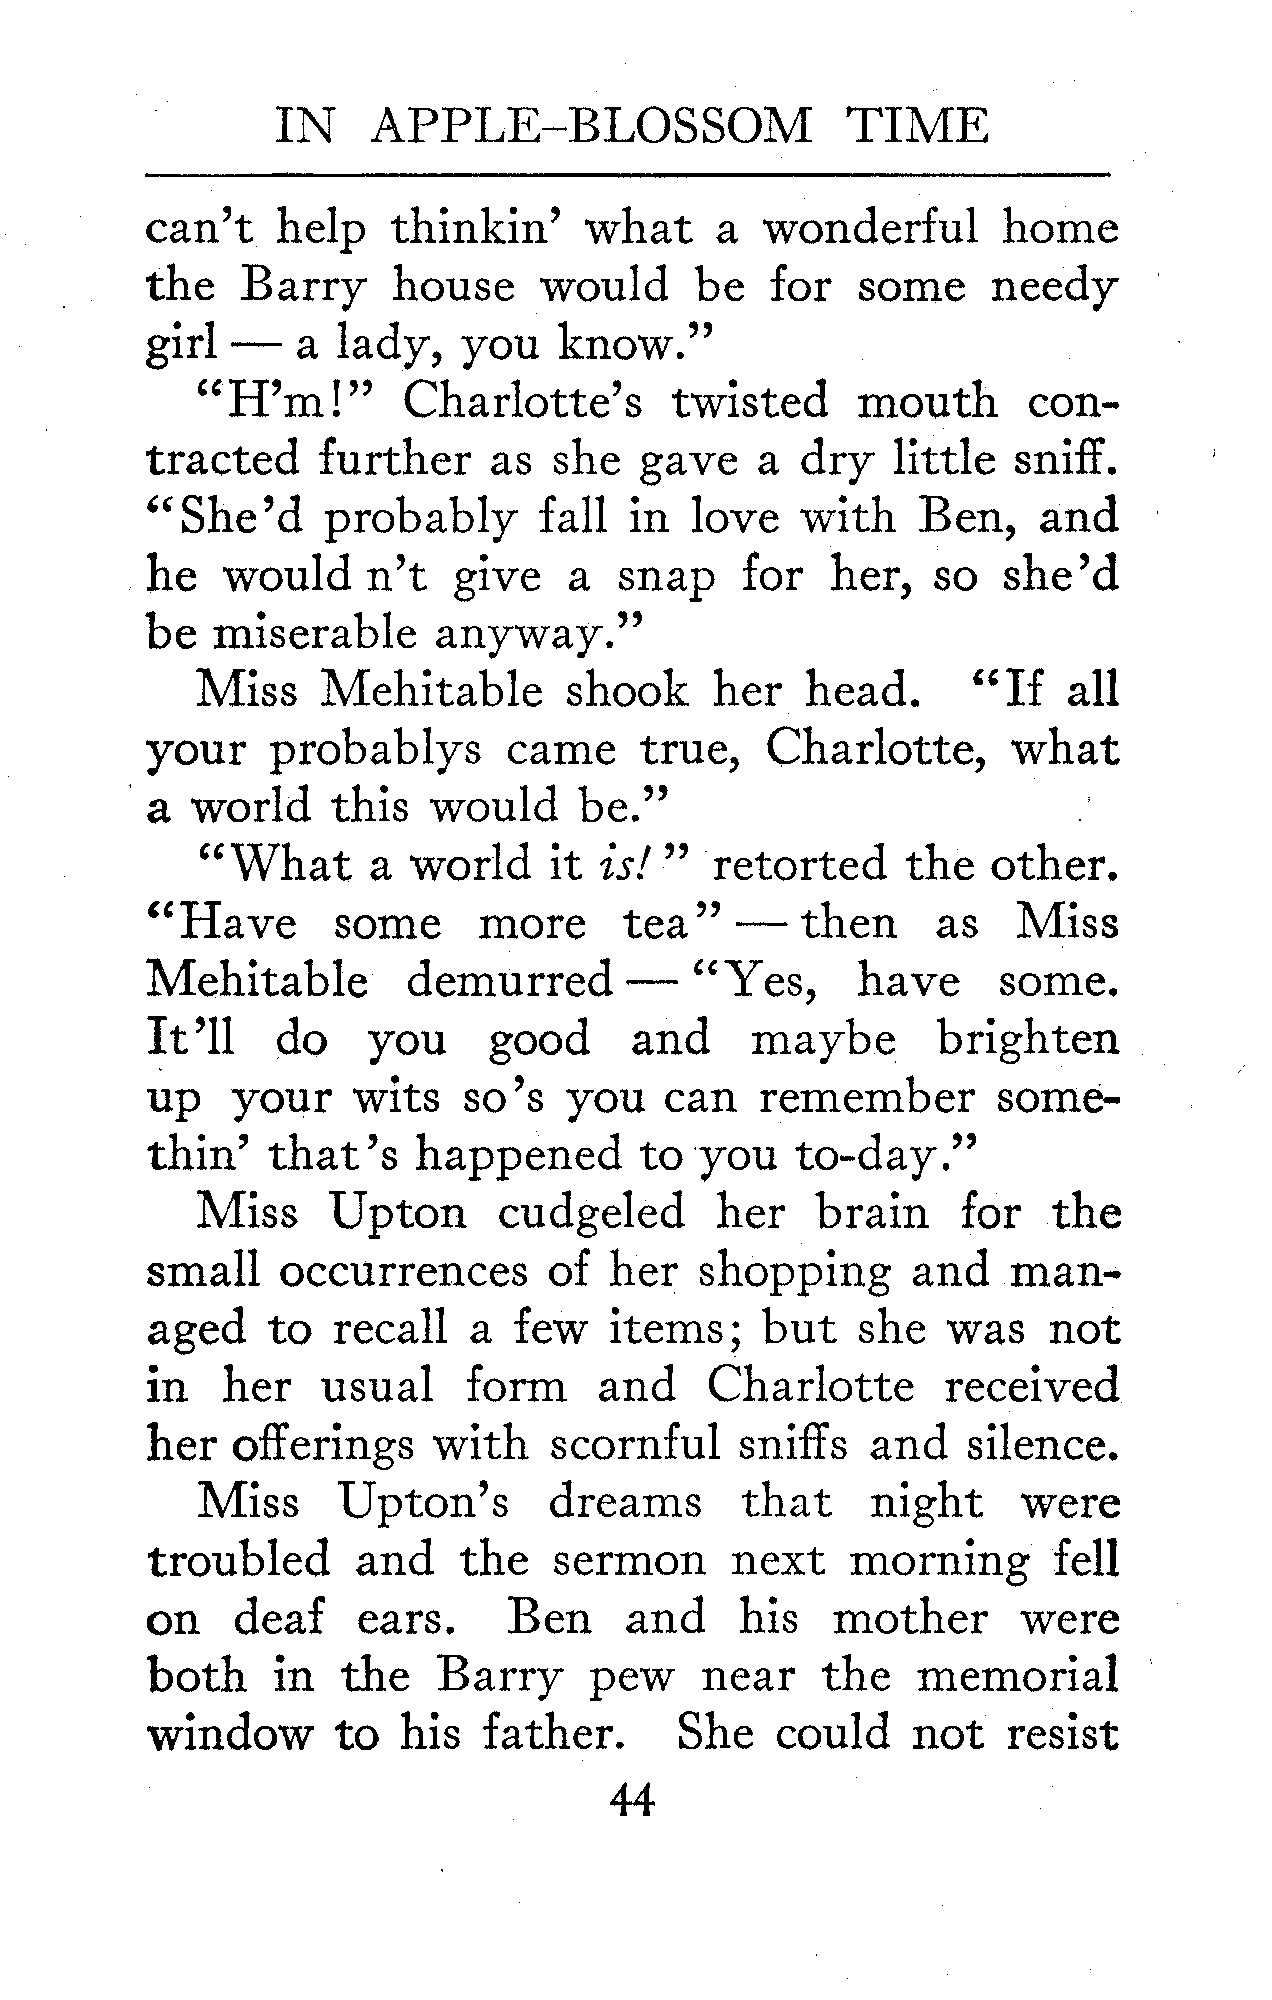 IN APPLE-BLOSSOM TIME
can't help thinkin' what a wonderful home
the Barry house would be for some needy
girl — a lady, you know."
"H'm!" Charlotte's twisted mouth con-
tracted further as she gave a dry little sniff.
"She'd probably fall in love with Ben, and
he would n't give a snap for her, so she'd
be miserable anyway."
Miss Mehitable shook her head. "If all
your probablys came true, Charlotte, what
a world this would be."
"What a world it is!" retorted the other.
"Have some more tea" — then as Miss
Mehitable demurred — "Yes, have some.
It'll do you good and maybe brighten
up your wits so's you can remember some-
thin' that's happened to you to-day."
Miss Upton cudgeled her brain for the
small occurrences of her shopping and man-
aged to recall a few items; but she was not
in her usual form and Charlotte received
her offerings with scornful sniffs and silence.
Miss Upton's dreams that night were
troubled and the sermon next morning fell
on deaf ears. Ben and his mother were
both in the Barry pew near the memorial
window to his father. She could not resist
44